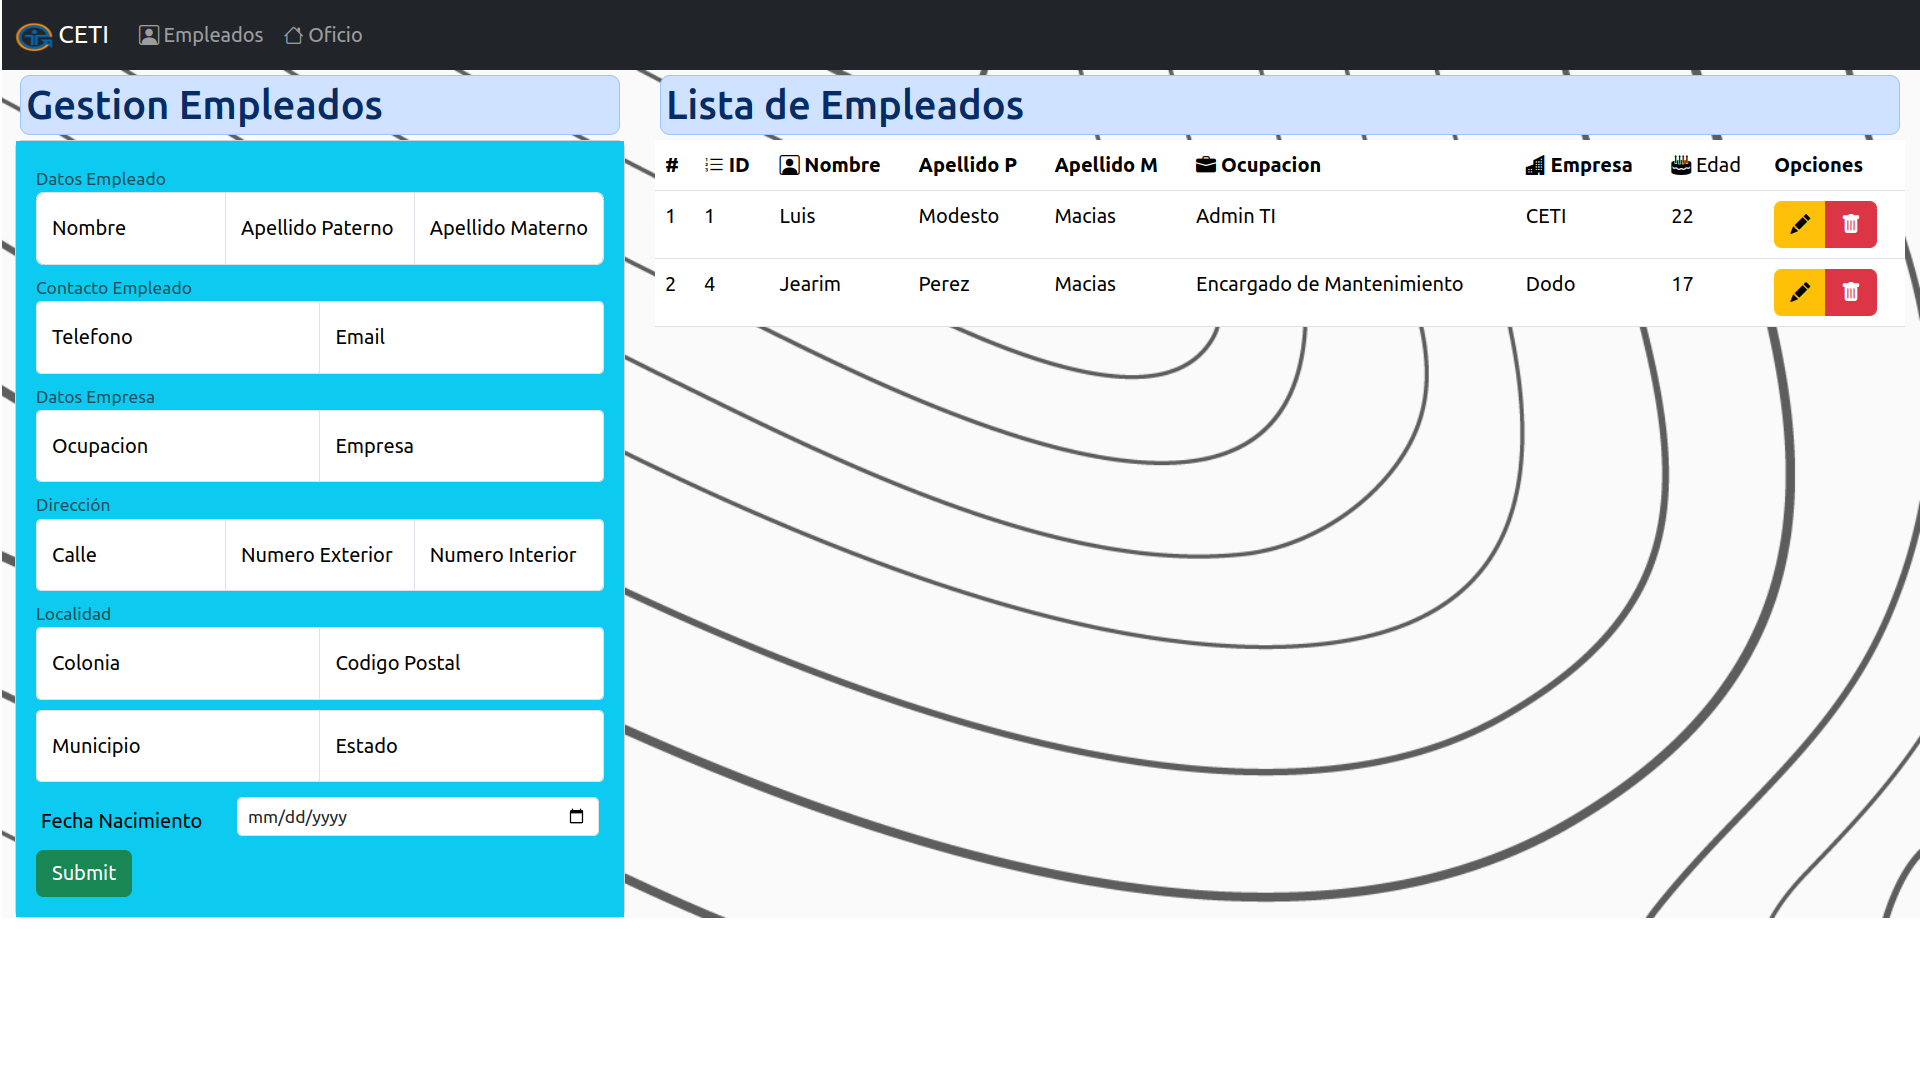 CETI Empleados Oficio
Gestion Empleados
Datos Empleado
Nombre Apellido Paterno Apellido Materno
Contacto Empleado
Telefono Email
Datos Empresa
Ocupacion Empresa
Dirección
Calle Numero Exterior Numero Interior
Localidad
Colonia Codigo Postal
Municipio Estado
Fecha Nacimiento mm/dd/yyyy
Submit
Lista de Empleados
# ID Nombre Apellido P Apellido M Ocupacion Empresa Edad Opciones
1 1 Luis Modesto Macias Admin TI CETI 22
2 4 Jearim Perez Macias Encargado de Mantenimiento Dodo 17